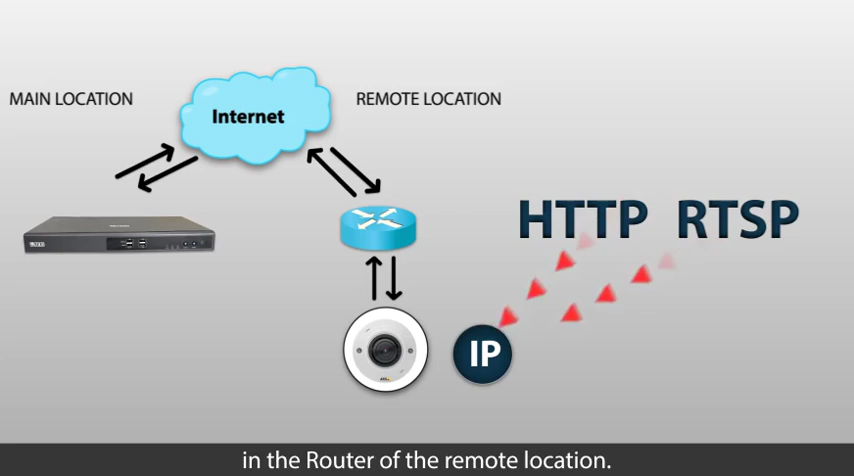 MAIN LOCATION
Internet
REMOTE LOCATION
HTTP RTSP
IP
in the Router of the remote location.